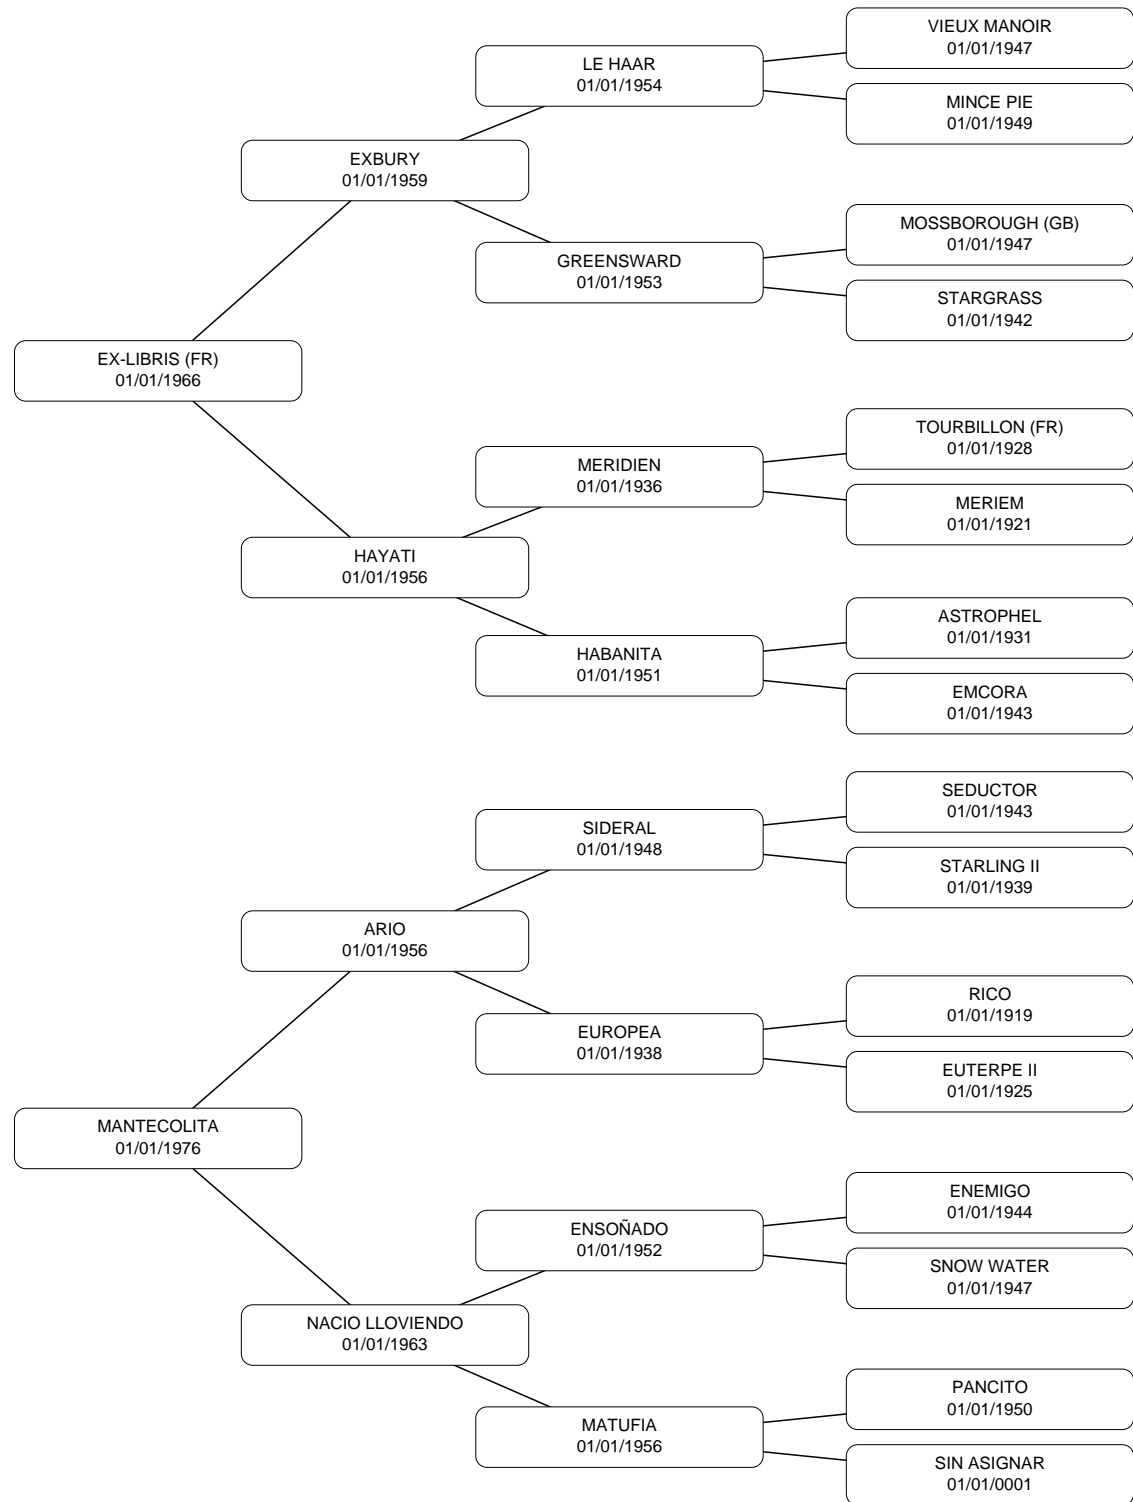 VIEUX MANOIR
01/01/1947
LE HAAR
01/01/1954
MINCE PIE
01/01/1949
EXBURY
01/01/1959
MOSSBOROUGH (GB)
01/01/1947
GREENSWARD
01/01/1953
STARGRASS
01/01/1942
EX-LIBRIS (FR)
01/01/1966
TOURBILLON (FR)
01/01/1928
MERIDIEN
01/01/1936
MERIEM
01/01/1921
HAYATI
01/01/1956
ASTROPHEL
01/01/1931
HABANITA
01/01/1951
EMCORA
01/01/1943
SEDUCTOR
01/01/1943
SIDERAL
01/01/1948
STARLING II
01/01/1939
ARIO
01/01/1956
RICO
01/01/1919
EUROPEA
01/01/1938
EUTERPE II
01/01/1925
MANTECOLITA
01/01/1976
ENEMIGO
01/01/1944
ENSOÑADO
01/01/1952
SNOW WATER
01/01/1947
NACIO LLOVIENDO
01/01/1963
PANCITO
01/01/1950
MATUFIA
01/01/1956
SIN ASIGNAR
01/01/0001